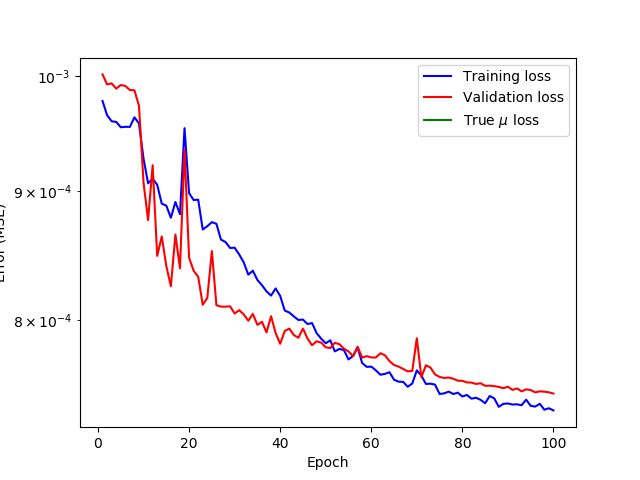 Training loss
Validation loss
True μ loss
10⁻³
9 × 10⁻⁴
8 × 10⁻⁴
0 20 40 60 80 100
Epoch